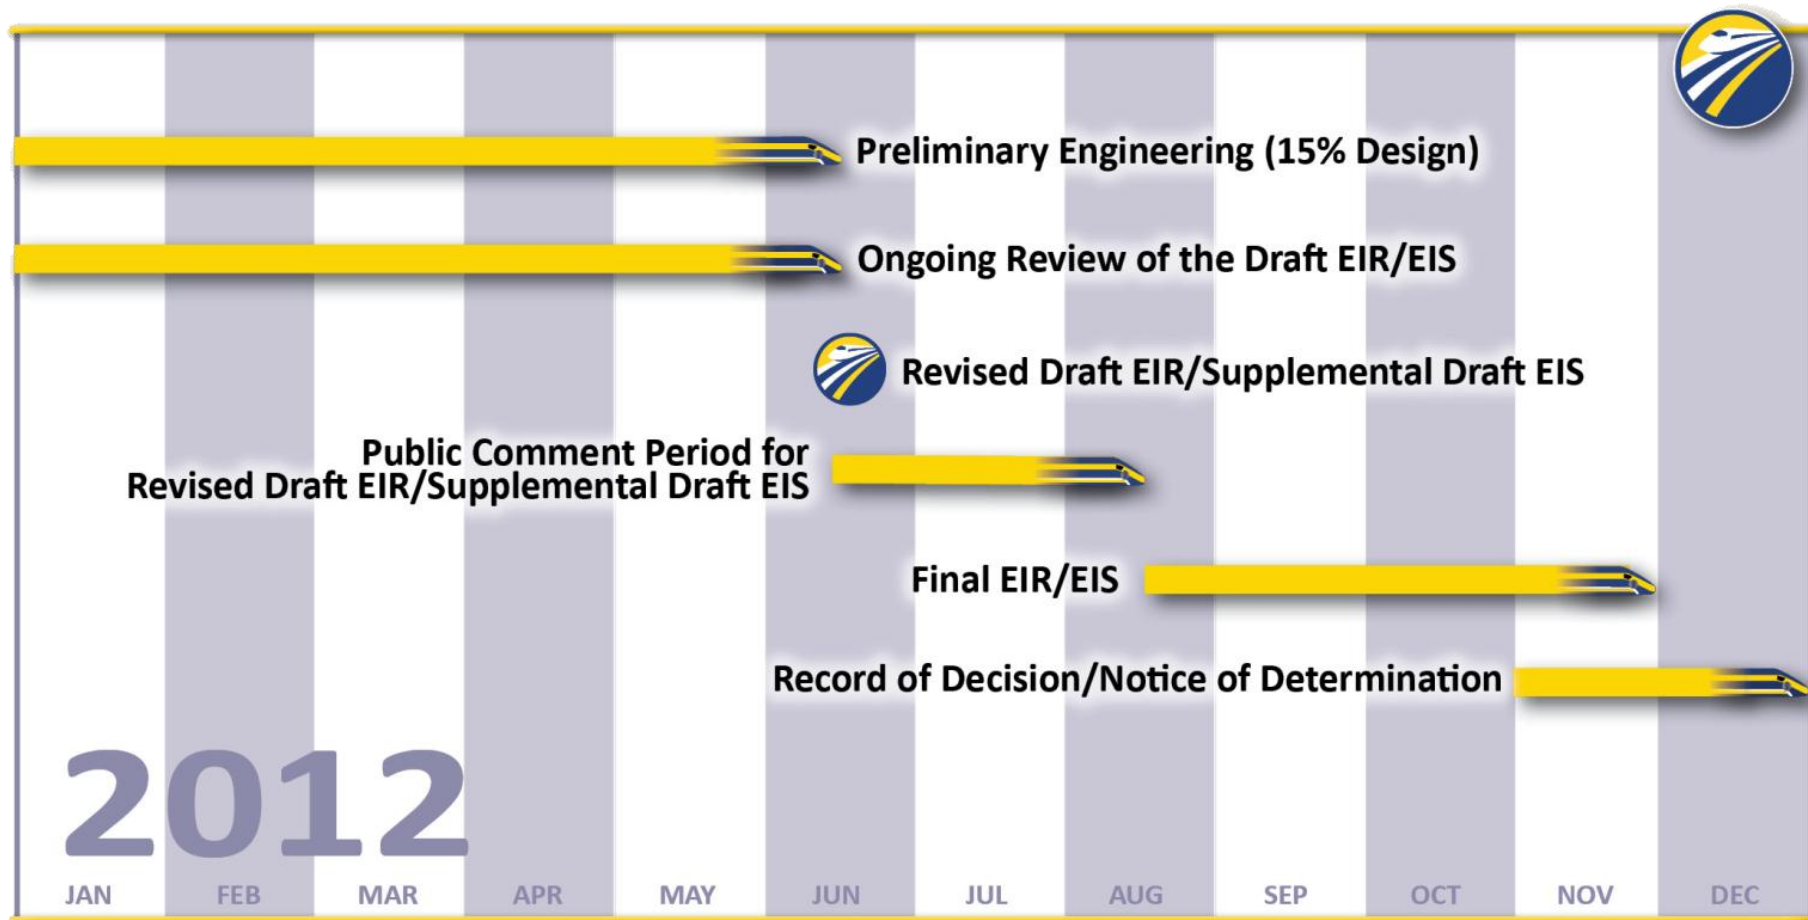 Preliminary Engineering (15% Design)
Ongoing Review of the Draft EIR/EIS
Revised Draft EIR/Supplemental Draft EIS
Public Comment Period for
Revised Draft EIR/Supplemental Draft EIS
Final EIR/EIS
Record of Decision/Notice of Determination
2012
JAN FEB MAR APR MAY JUN JUL AUG SEP OCT NOV DEC